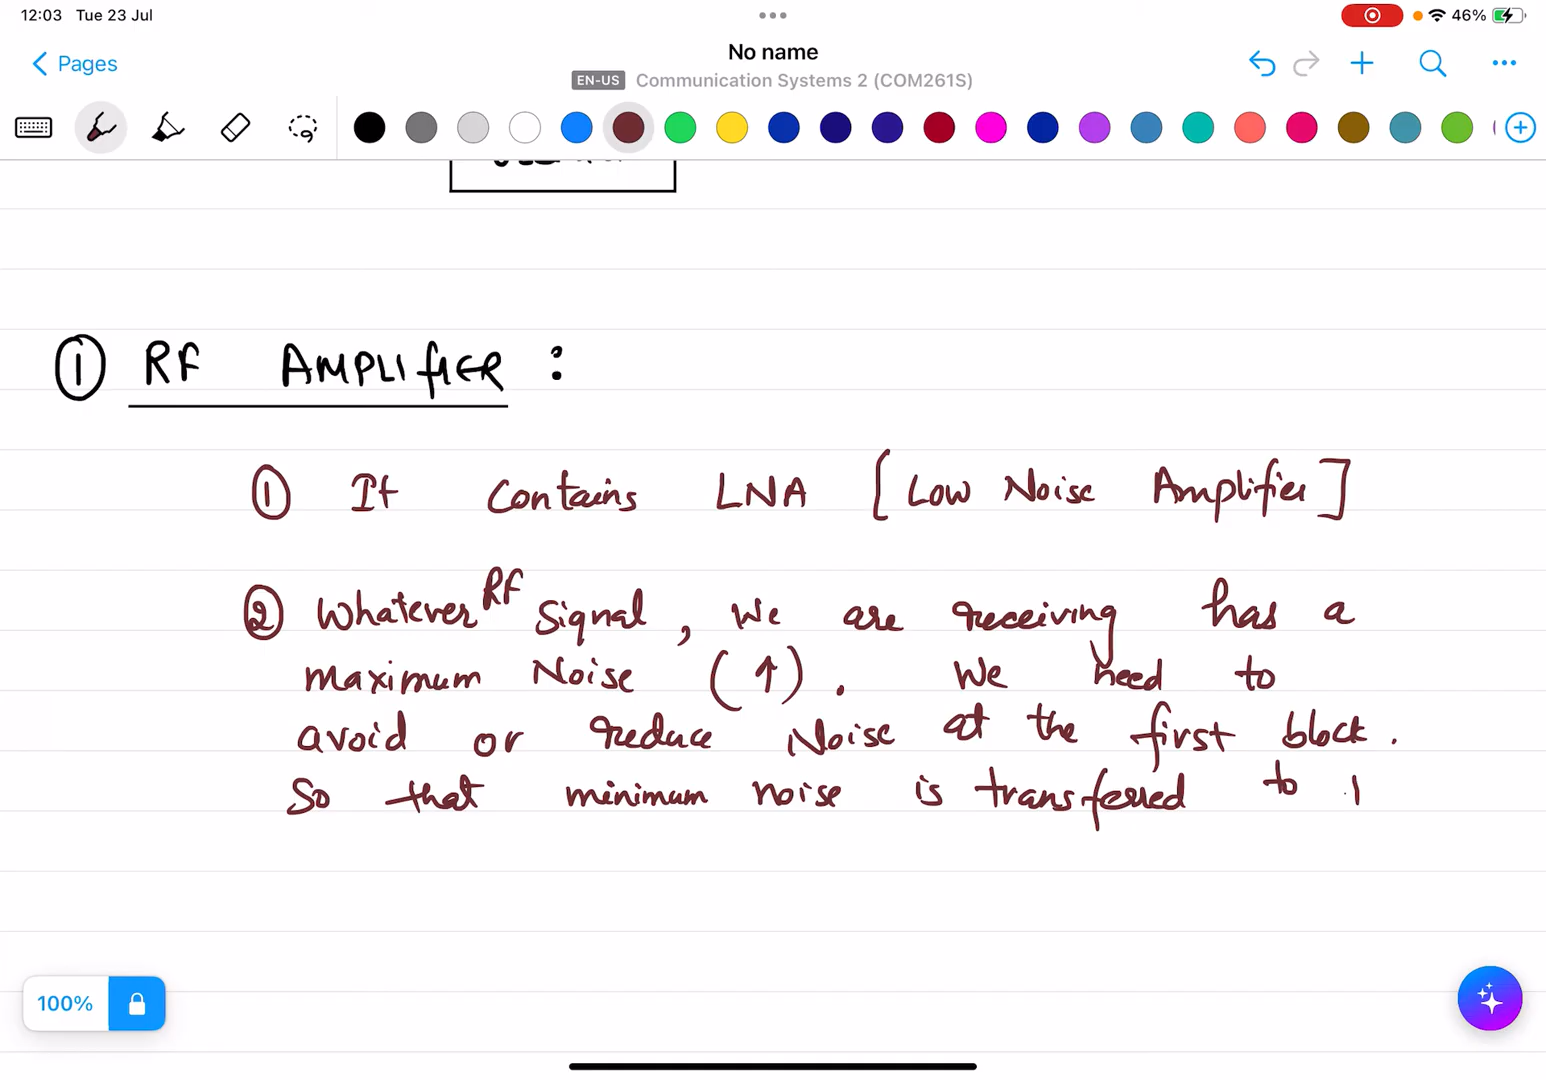 12:03 Tue 23 Jul
46%
Pages
No name
EN-US Communication Systems 2 (COM261S)
① RF AMPLIFIER :
① It contains LNA [Low Noise Amplifier]
② Whatever RF Signal, We are receiving has a
maximum Noise (↑). We need to
avoid or reduce Noise at the first block.
So that minimum noise is transferred to
100%